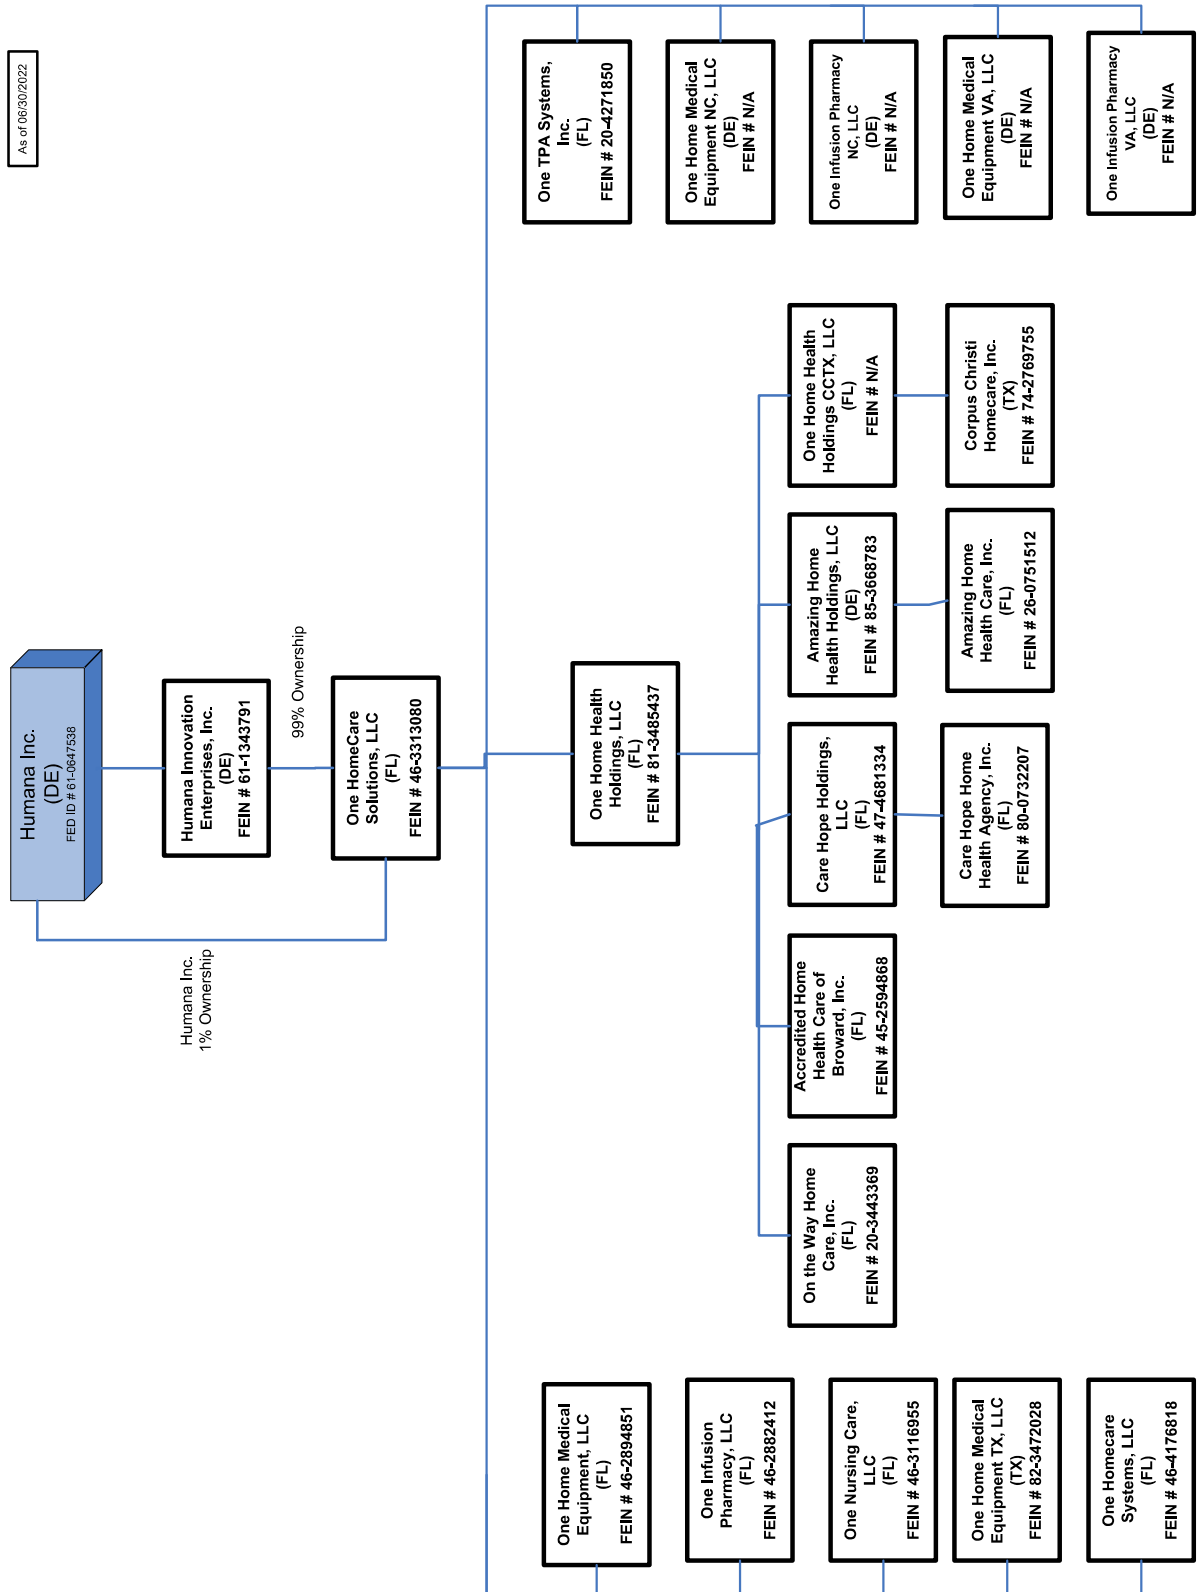 As of 06/30/2022
Humana Inc.
(DE)
FED ID # 61-0647538
Humana Inc.
1% Ownership
Humana Innovation
Enterprises, Inc.
(DE)
FEIN # 61-1343791
99% Ownership
One HomeCare
Solutions, LLC
(FL)
FEIN # 46-3313080
One Home Medical
Equipment, LLC
(FL)
FEIN # 46-2894851
One Infusion
Pharmacy, LLC
(FL)
FEIN # 46-2882412
One Nursing Care,
LLC
(FL)
FEIN # 46-3116955
One Home Medical
Equipment TX, LLC
(TX)
FEIN # 82-3472028
One Homecare
Systems, LLC
(FL)
FEIN # 46-4176818
One Home Health
Holdings, LLC
(FL)
FEIN # 81-3485437
On the Way Home
Care, Inc.
(FL)
FEIN # 20-3443369
Accredited Home
Health Care of
Broward, Inc.
(FL)
FEIN # 45-2594868
Care Hope Holdings,
LLC
(FL)
FEIN # 47-4681334
Care Hope Home
Health Agency, Inc.
(FL)
FEIN # 80-0732207
Amazing Home
Health Holdings, LLC
(DE)
FEIN # 85-3668783
Amazing Home
Health Care, Inc.
(FL)
FEIN # 26-0751512
One Home Health
Holdings CCTX, LLC
(FL)
FEIN # N/A
Corpus Christi
Homecare, Inc.
(TX)
FEIN # 74-2769755
One TPA Systems,
Inc.
(FL)
FEIN # 20-4271850
One Home Medical
Equipment NC, LLC
(DE)
FEIN # N/A
One Infusion Pharmacy
NC, LLC
(DE)
FEIN # N/A
One Home Medical
Equipment VA, LLC
(DE)
FEIN # N/A
One Infusion Pharmacy
VA, LLC
(DE)
FEIN # N/A